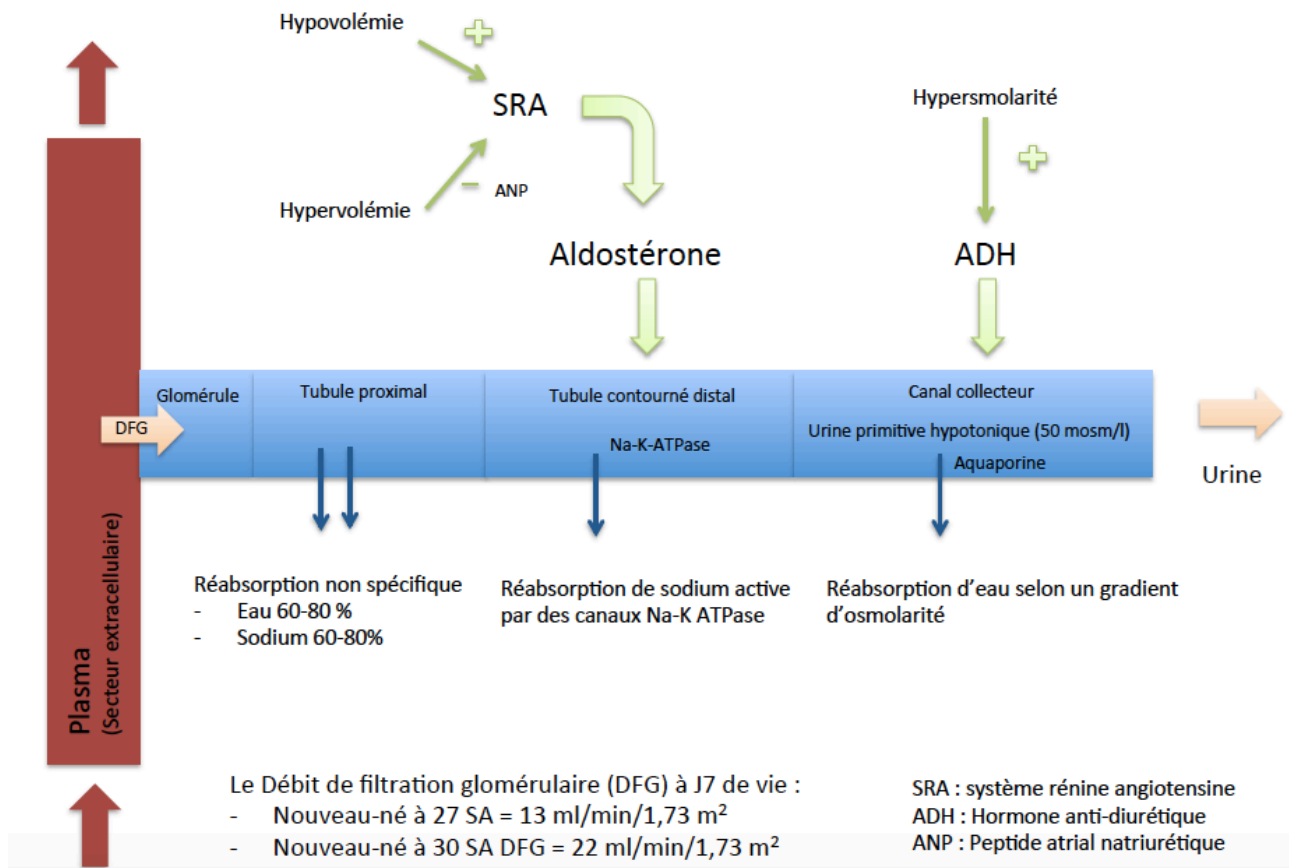 Hypovolémie
SRA
Hypersmolarité
ANP
Hypervolémie
Aldostérone
ADH
Plasma
(Secteur extracellulaire)
DFG
Glomérule
Tubule proximal
Tubule contourné distal
Na-K-ATPase
Canal collecteur
Urine primitive hypotonique (50 mosm/l)
Aquaporine
Urine
Réabsorption non spécifique
- Eau 60-80 %
- Sodium 60-80%
Réabsorption de sodium active
par des canaux Na-K ATPase
Réabsorption d’eau selon un gradient
d’osmolarité
Le Débit de filtration glomérulaire (DFG) à J7 de vie :
- Nouveau-né à 27 SA = 13 ml/min/1,73 m²
- Nouveau-né à 30 SA DFG = 22 ml/min/1,73 m²
SRA : système rénine angiotensine
ADH : Hormone anti-diurétique
ANP : Peptide atrial natriurétique